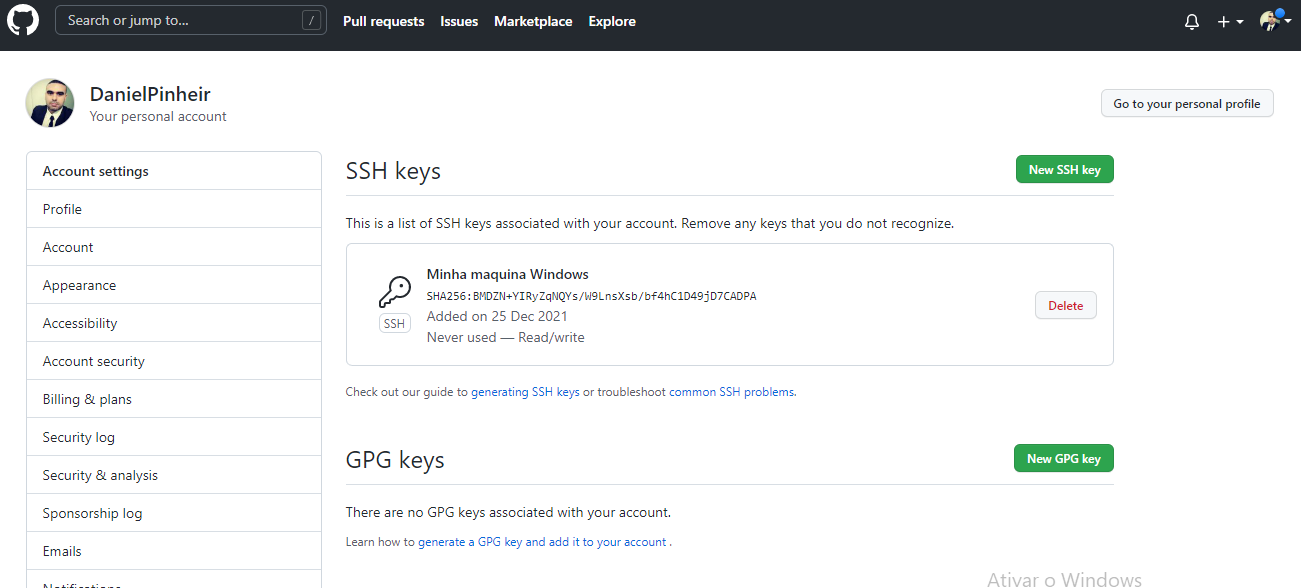 Search or jump to... /
Pull requests Issues Marketplace Explore
DanielPinheir
Your personal account
Go to your personal profile
Account settings
Profile
Account
Appearance
Accessibility
Account security
Billing & plans
Security log
Security & analysis
Sponsorship log
Emails
Notifications
SSH keys
New SSH key
This is a list of SSH keys associated with your account. Remove any keys that you do not recognize.
SSH
Minha maquina Windows
SHA256:BMDZN+YIRyZqNQYs/W9LnsXsb/bf4hC1D49jD7CADPA
Added on 25 Dec 2021
Never used — Read/write
Delete
Check out our guide to generating SSH keys or troubleshoot common SSH problems.
GPG keys
New GPG key
There are no GPG keys associated with your account.
Learn how to generate a GPG key and add it to your account .
Ativar o Windows